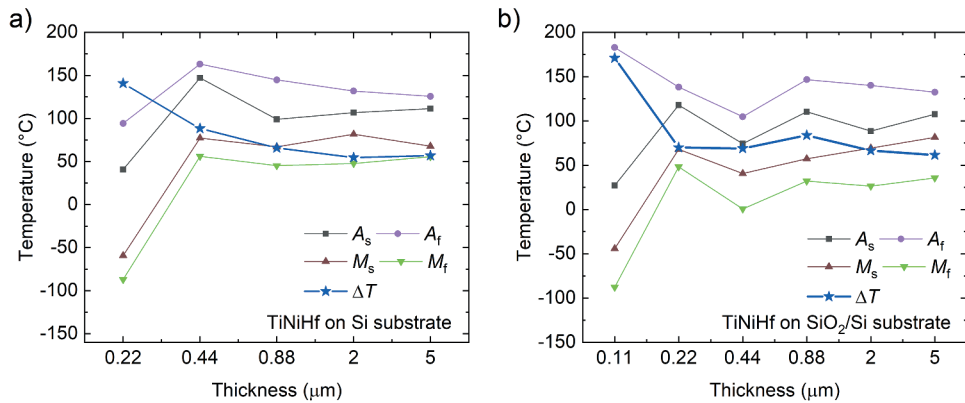 a)
Temperature (°C)
200
150
100
50
0
-50
-100
-150
As
Af
Ms
Mf
ΔT
TiNiHf on Si substrate
0.22 0.44 0.88 2 5
Thickness (μm)
b)
Temperature (°C)
200
150
100
50
0
-50
-100
-150
As
Af
Ms
Mf
ΔT
TiNiHf on SiO2/Si substrate
0.11 0.22 0.44 0.88 2 5
Thickness (μm)